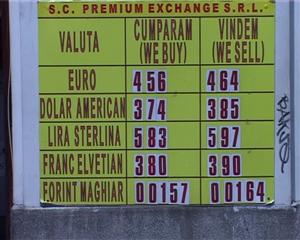 S.C. PREMIUM EXCHANGE S.R.L.
VALUTA CUMPARAM (WE BUY) VINDEM (WE SELL)
EURO 456 464
DOLAR AMERICAN 374 385
LIRA STERLINA 583 597
FRANC ELVETIAN 380 390
FORINT MAGHIAR 00157 00164